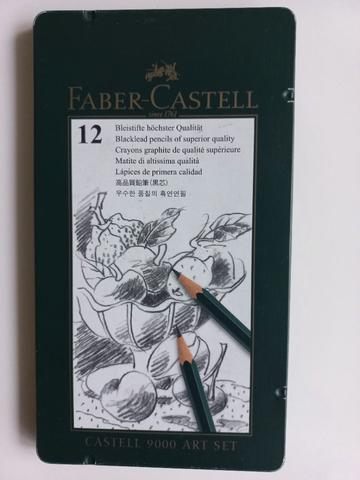 FABER-CASTELL
since 1761
12
Bleistifte höchster Qualität
Blacklead pencils of superior quality
Crayons graphite de qualité supérieure
Matite di altissima qualità
Lápices de primera calidad
高品質鉛筆(黒芯)
우수한 품질의 흑연연필
CASTELL 9000 ART SET